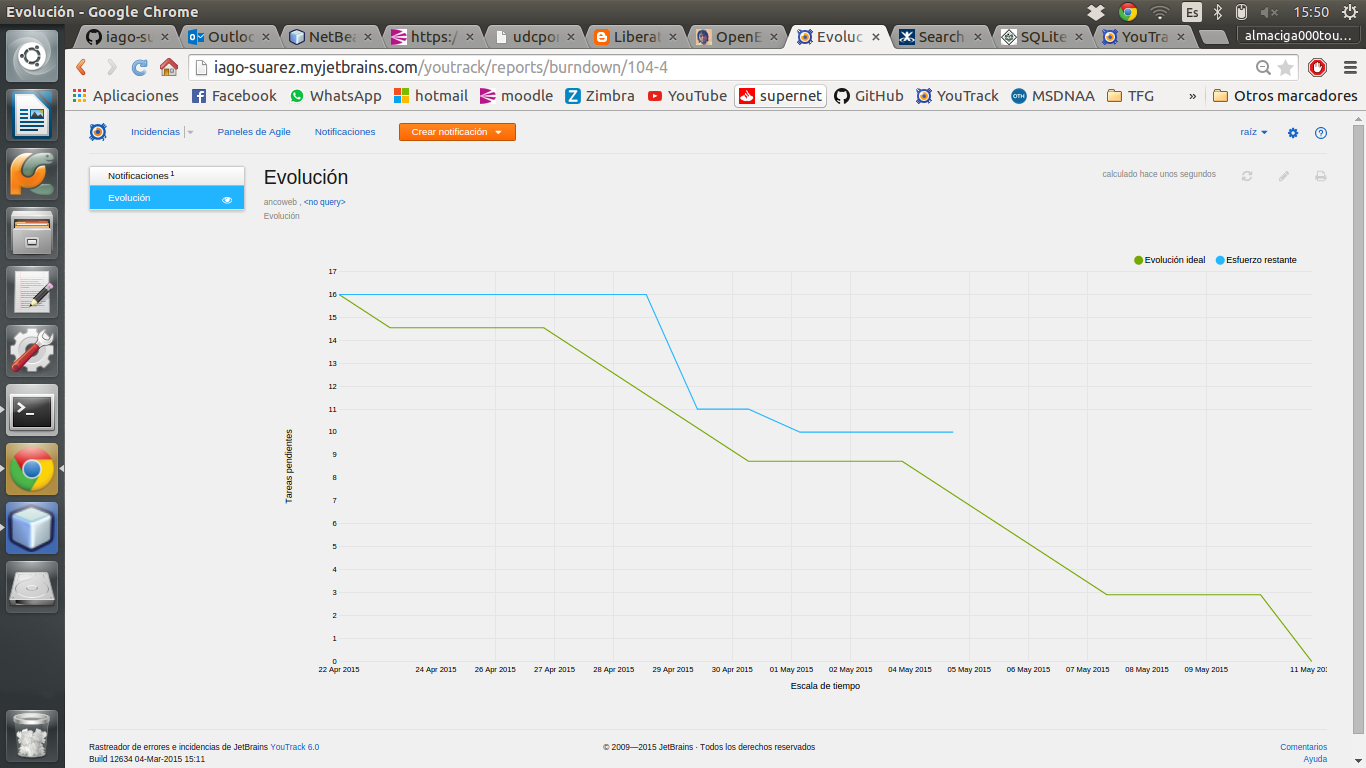 Evolución - Google Chrome
Es
15:50
iago-su
Outloc
NetBea
https:/
udcpor
Liberat
OpenE
Evoluc
Search
SQLite
YouTra
almaciga000tou...
iago-suarez.myjetbrains.com/youtrack/reports/burndown/104-4
Aplicaciones
Facebook
WhatsApp
hotmail
moodle
Zimbra
YouTube
supernet
GitHub
YouTrack
MSDNAA
TFG
»
Otros marcadores
Incidencias
Paneles de Agile
Notificaciones
Crear notificación
raíz
Notificaciones 1
Evolución
Evolución
calculado hace unos segundos
ancoweb , <no query>
Evolución
Evolución ideal
Esfuerzo restante
17
16
15
14
13
12
11
10
9
8
7
6
5
4
3
2
1
0
Tareas pendientes
22 Apr 2015
24 Apr 2015
26 Apr 2015
27 Apr 2015
28 Apr 2015
29 Apr 2015
30 Apr 2015
01 May 2015
02 May 2015
04 May 2015
05 May 2015
06 May 2015
07 May 2015
08 May 2015
09 May 2015
11 May 20
Escala de tiempo
Rastreador de errores e incidencias de JetBrains YouTrack 6.0
Build 12634 04-Mar-2015 15:11
© 2009—2015 JetBrains · Todos los derechos reservados
Comentarios
Ayuda